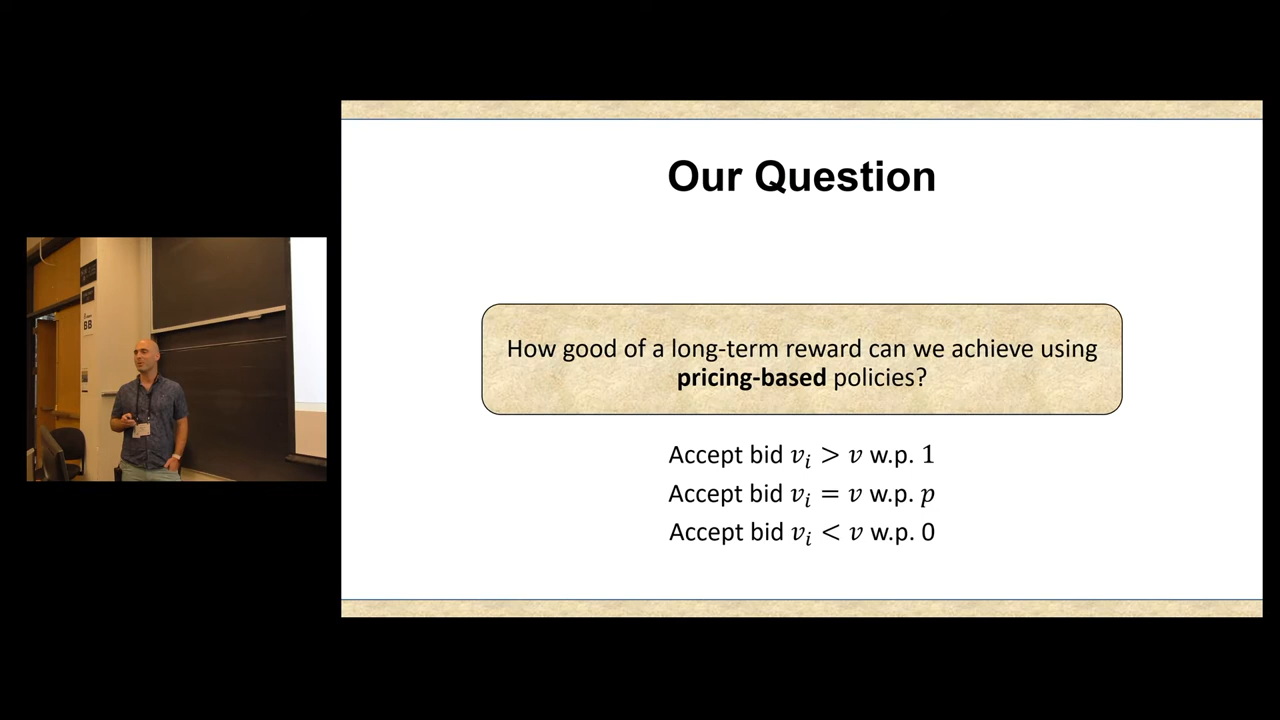 Our Question
How good of a long-term reward can we achieve using
pricing-based policies?
Accept bid 𝑣ᵢ > 𝑣 w.p. 1
Accept bid 𝑣ᵢ = 𝑣 w.p. 𝑝
Accept bid 𝑣ᵢ < 𝑣 w.p. 0